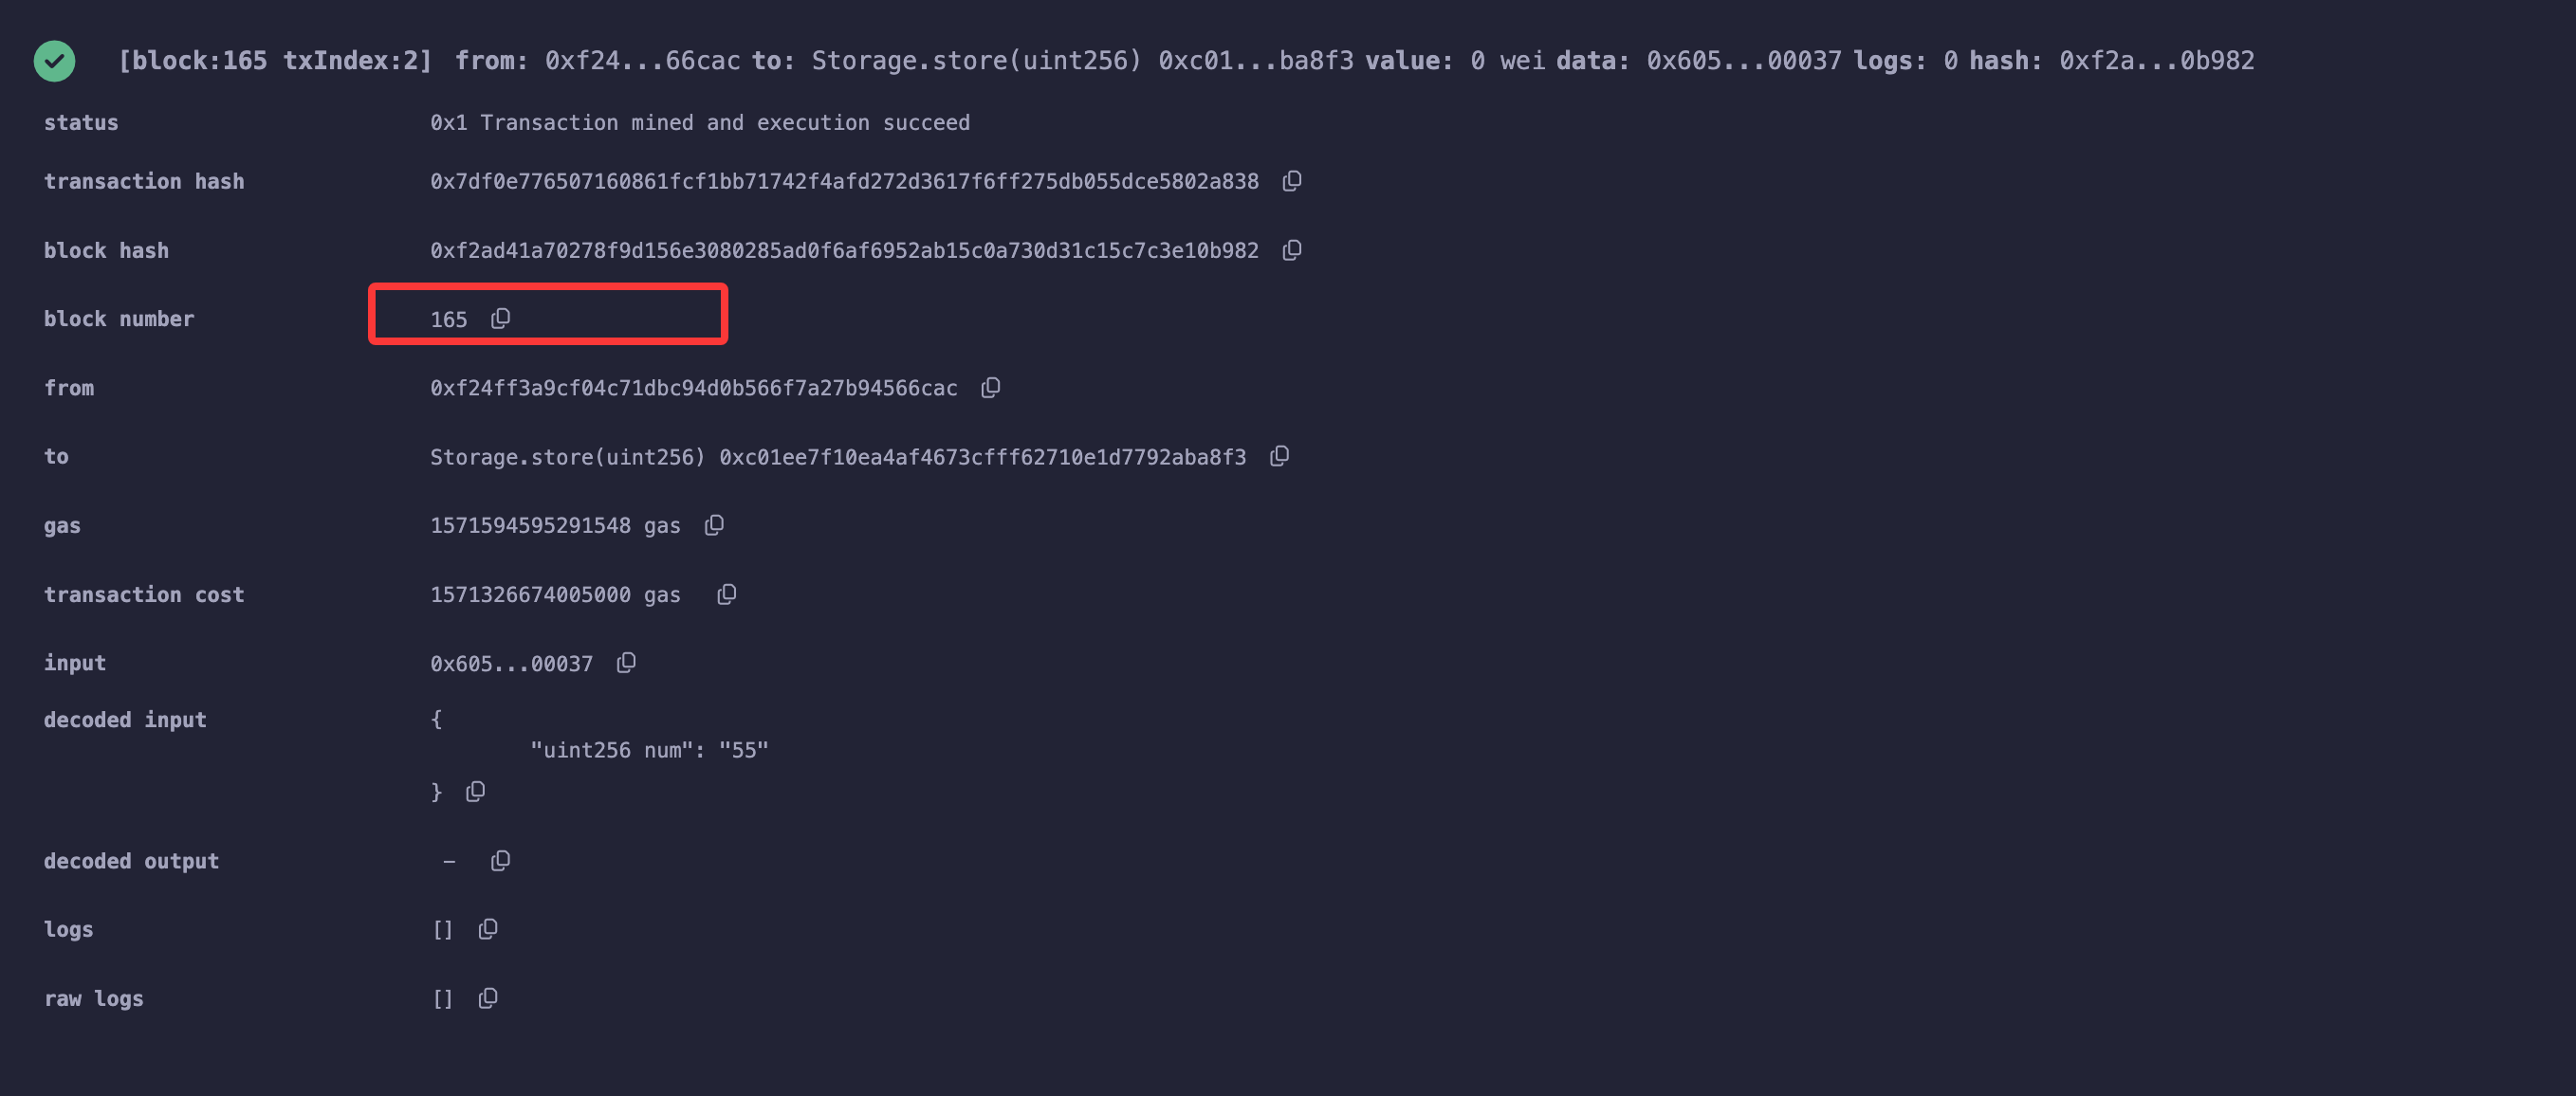 [block:165 txIndex:2] from: 0xf24...66cac to: Storage.store(uint256) 0xc01...ba8f3 value: 0 wei data: 0x605...00037 logs: 0 hash: 0xf2a...0b982
status 0x1 Transaction mined and execution succeed
transaction hash 0x7df0e776507160861fcf1bb71742f4afd272d3617f6ff275db055dce5802a838
block hash 0xf2ad41a70278f9d156e3080285ad0f6af6952ab15c0a730d31c15c7c3e10b982
block number 165
from 0xf24ff3a9cf04c71dbc94d0b566f7a27b94566cac
to Storage.store(uint256) 0xc01ee7f10ea4af4673cfff62710e1d7792aba8f3
gas 1571594595291548 gas
transaction cost 1571326674005000 gas
input 0x605...00037
decoded input {
"uint256 num": "55"
}
decoded output –
logs []
raw logs []